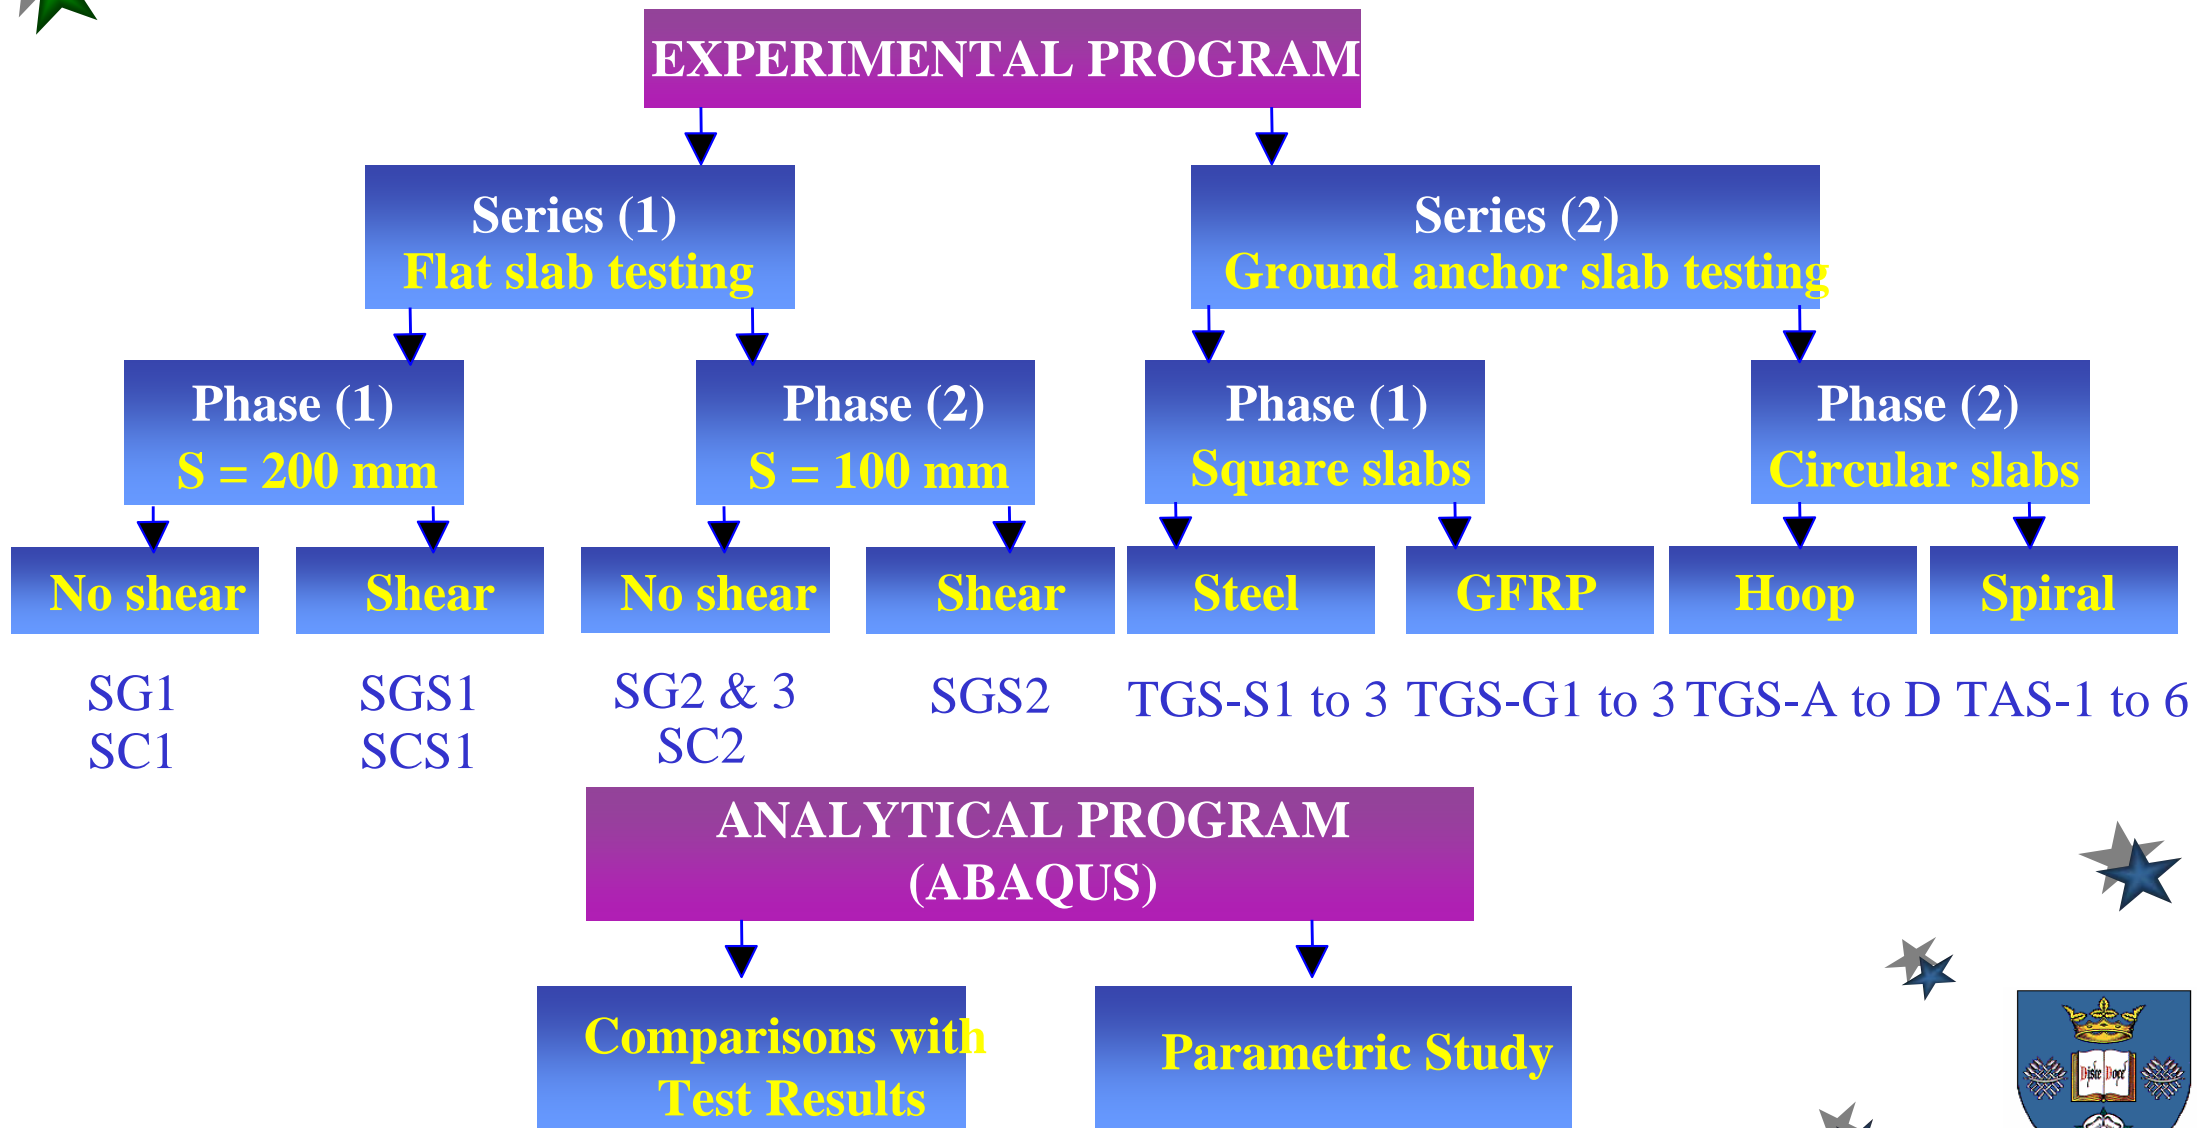 EXPERIMENTAL PROGRAM
Series (1)
Flat slab testing
Series (2)
Ground anchor slab testing
Phase (1)
S = 200 mm
Phase (2)
S = 100 mm
Phase (1)
Square slabs
Phase (2)
Circular slabs
No shear
Shear
No shear
Shear
Steel
GFRP
Hoop
Spiral
SG1
SC1
SGS1
SCS1
SG2 & 3
SC2
SGS2
TGS-S1 to 3
TGS-G1 to 3
TGS-A to D
TAS-1 to 6
ANALYTICAL PROGRAM
(ABAQUS)
Comparisons with
Test Results
Parametric Study
Disce Doce